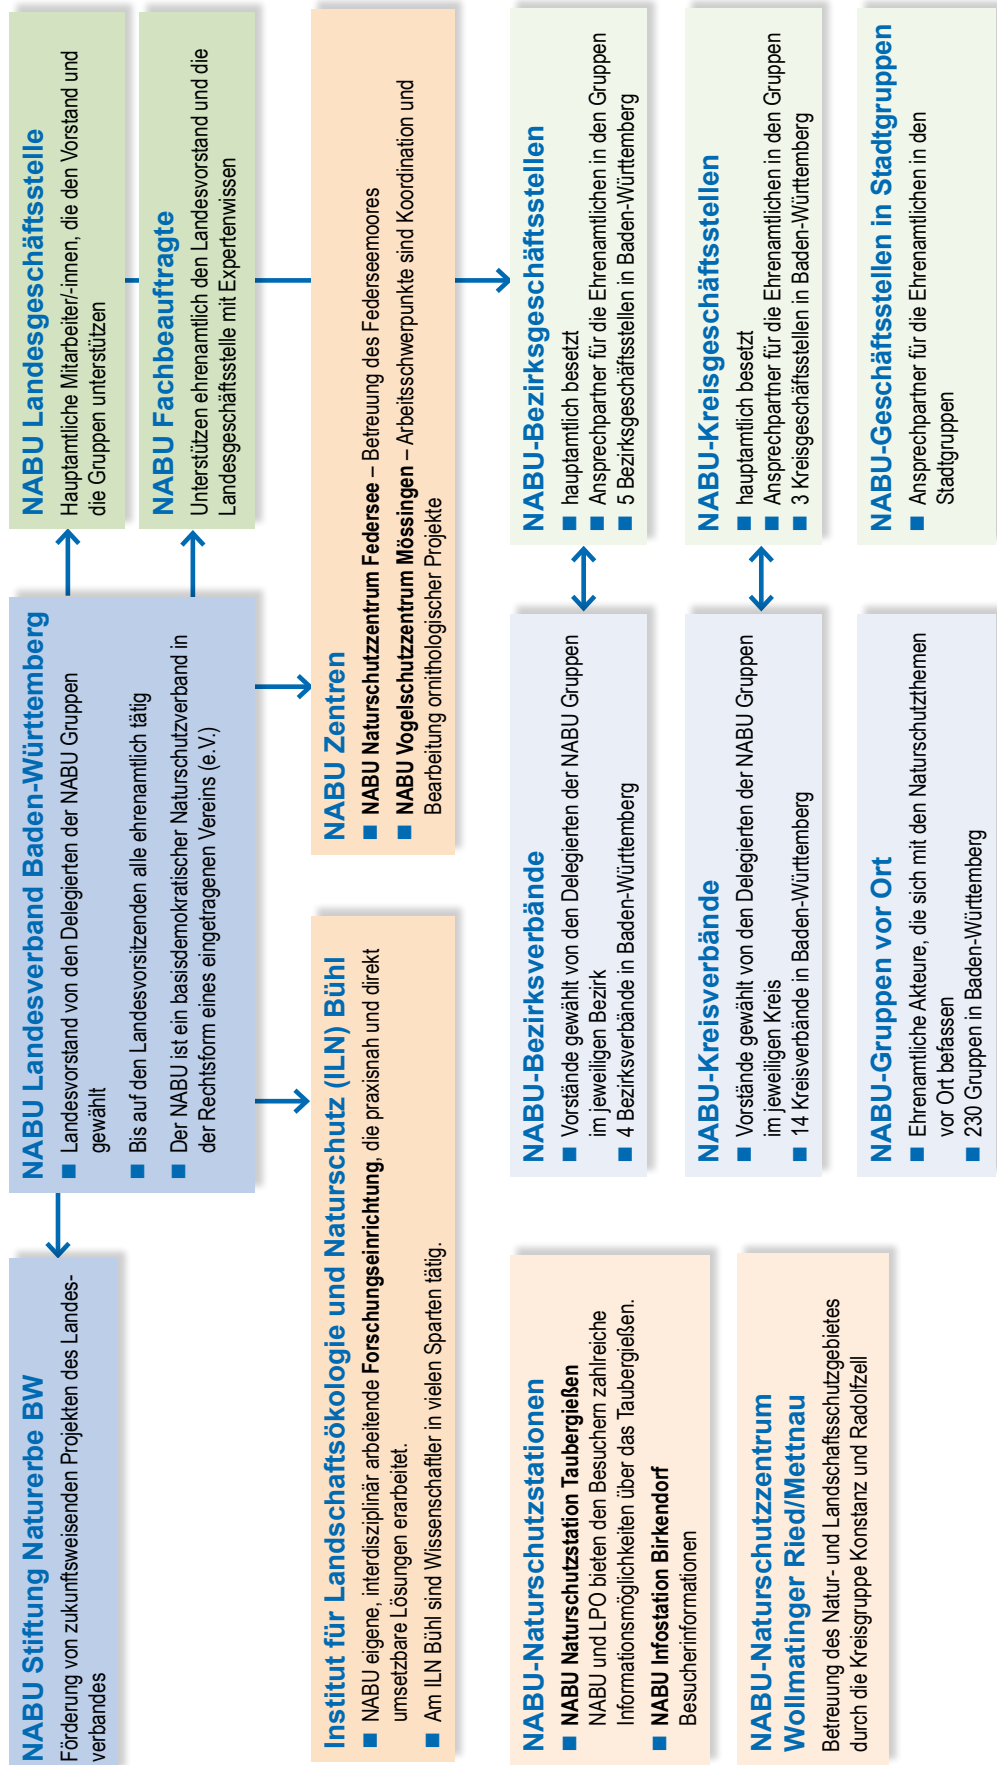 NABU Stiftung Naturerbe BW
Förderung von zukunftsweisenden Projekten des Landes-
verbandes
NABU Landesverband Baden-Württemberg
■ Landesvorstand von den Delegierten der NABU Gruppen
gewählt
■ Bis auf den Landesvorsitzenden alle ehrenamtlich tätig
■ Der NABU ist ein basisdemokratischer Naturschutzverband in
der Rechtsform eines eingetragenen Vereins (e.V.)
NABU Landesgeschäftsstelle
Hauptamtliche Mitarbeiter/-innen, die den Vorstand und
die Gruppen unterstützen
NABU Fachbeauftragte
Unterstützen ehrenamtlich den Landesvorstand und die
Landesgeschäftsstelle mit Expertenwissen
Institut für Landschaftsökologie und Naturschutz (ILN) Bühl
■ NABU eigene, interdisziplinär arbeitende Forschungseinrichtung, die praxisnah und direkt
umsetzbare Lösungen erarbeitet.
■ Am ILN Bühl sind Wissenschaftler in vielen Sparten tätig.
NABU Zentren
■ NABU Naturschutzzentrum Federsee – Betreuung des Federseemoores
■ NABU Vogelschutzzentrum Mössingen – Arbeitsschwerpunkte sind Koordination und
Bearbeitung ornithologischer Projekte
NABU-Naturschutzstationen
■ NABU Naturschutzstation Taubergießen
NABU und LPO bieten den Besuchern zahlreiche
Informationsmöglichkeiten über das Taubergießen.
■ NABU Infostation Birkendorf
Besucherinformationen
NABU-Bezirksverbände
■ Vorstände gewählt von den Delegierten der NABU Gruppen
im jeweiligen Bezirk
■ 4 Bezirksverbände in Baden-Württemberg
NABU-Bezirksgeschäftsstellen
■ hauptamtlich besetzt
■ Ansprechpartner für die Ehrenamtlichen in den Gruppen
■ 5 Bezirksgeschäftsstellen in Baden-Württemberg
NABU-Naturschutzzentrum
Wollmatinger Ried/Mettnau
Betreuung des Natur- und Landschaftsschutzgebietes
durch die Kreisgruppe Konstanz und Radolfzell
NABU-Kreisverbände
■ Vorstände gewählt von den Delegierten der NABU Gruppen
im jeweiligen Kreis
■ 14 Kreisverbände in Baden-Württemberg
NABU-Kreisgeschäftsstellen
■ hauptamtlich besetzt
■ Ansprechpartner für die Ehrenamtlichen in den Gruppen
■ 3 Kreisgeschäftsstellen in Baden-Württemberg
NABU-Gruppen vor Ort
■ Ehrenamtliche Akteure, die sich mit den Naturschutzthemen
vor Ort befassen
■ 230 Gruppen in Baden-Württemberg
NABU-Geschäftsstellen in Stadtgruppen
■ Ansprechpartner für die Ehrenamtlichen in den
Stadtgruppen